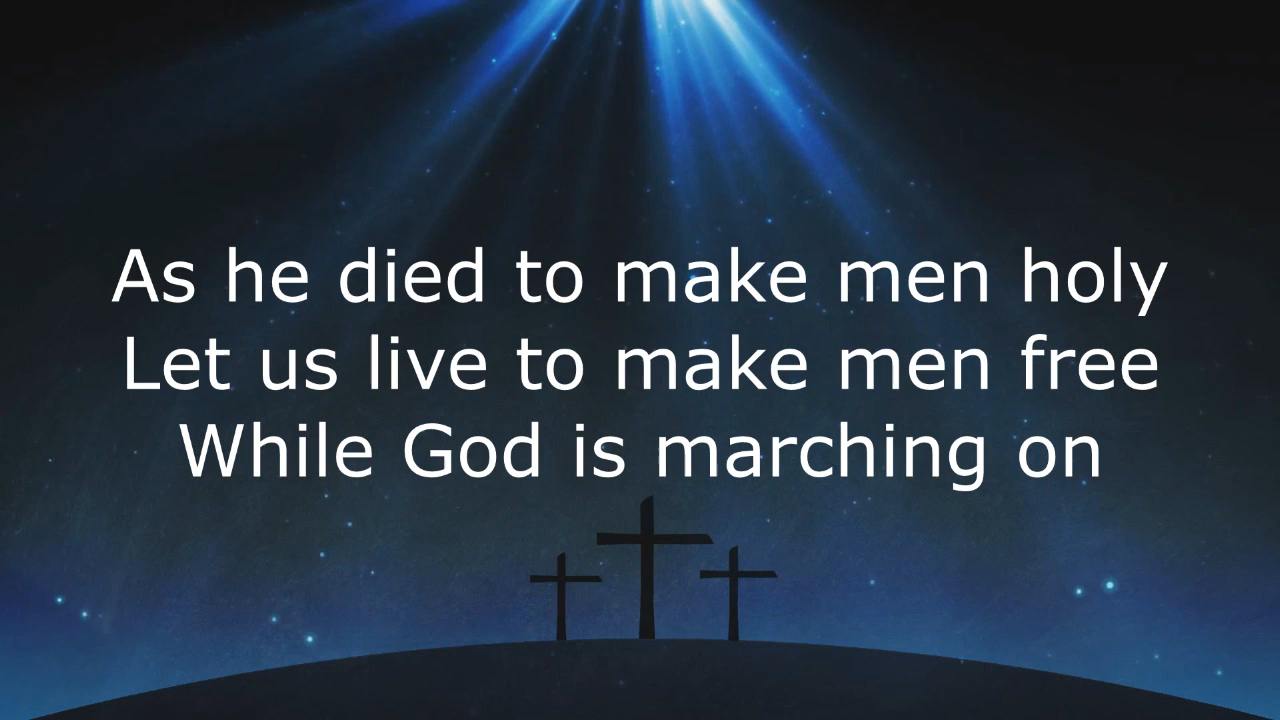 As he died to make men holy
Let us live to make men free
While God is marching on